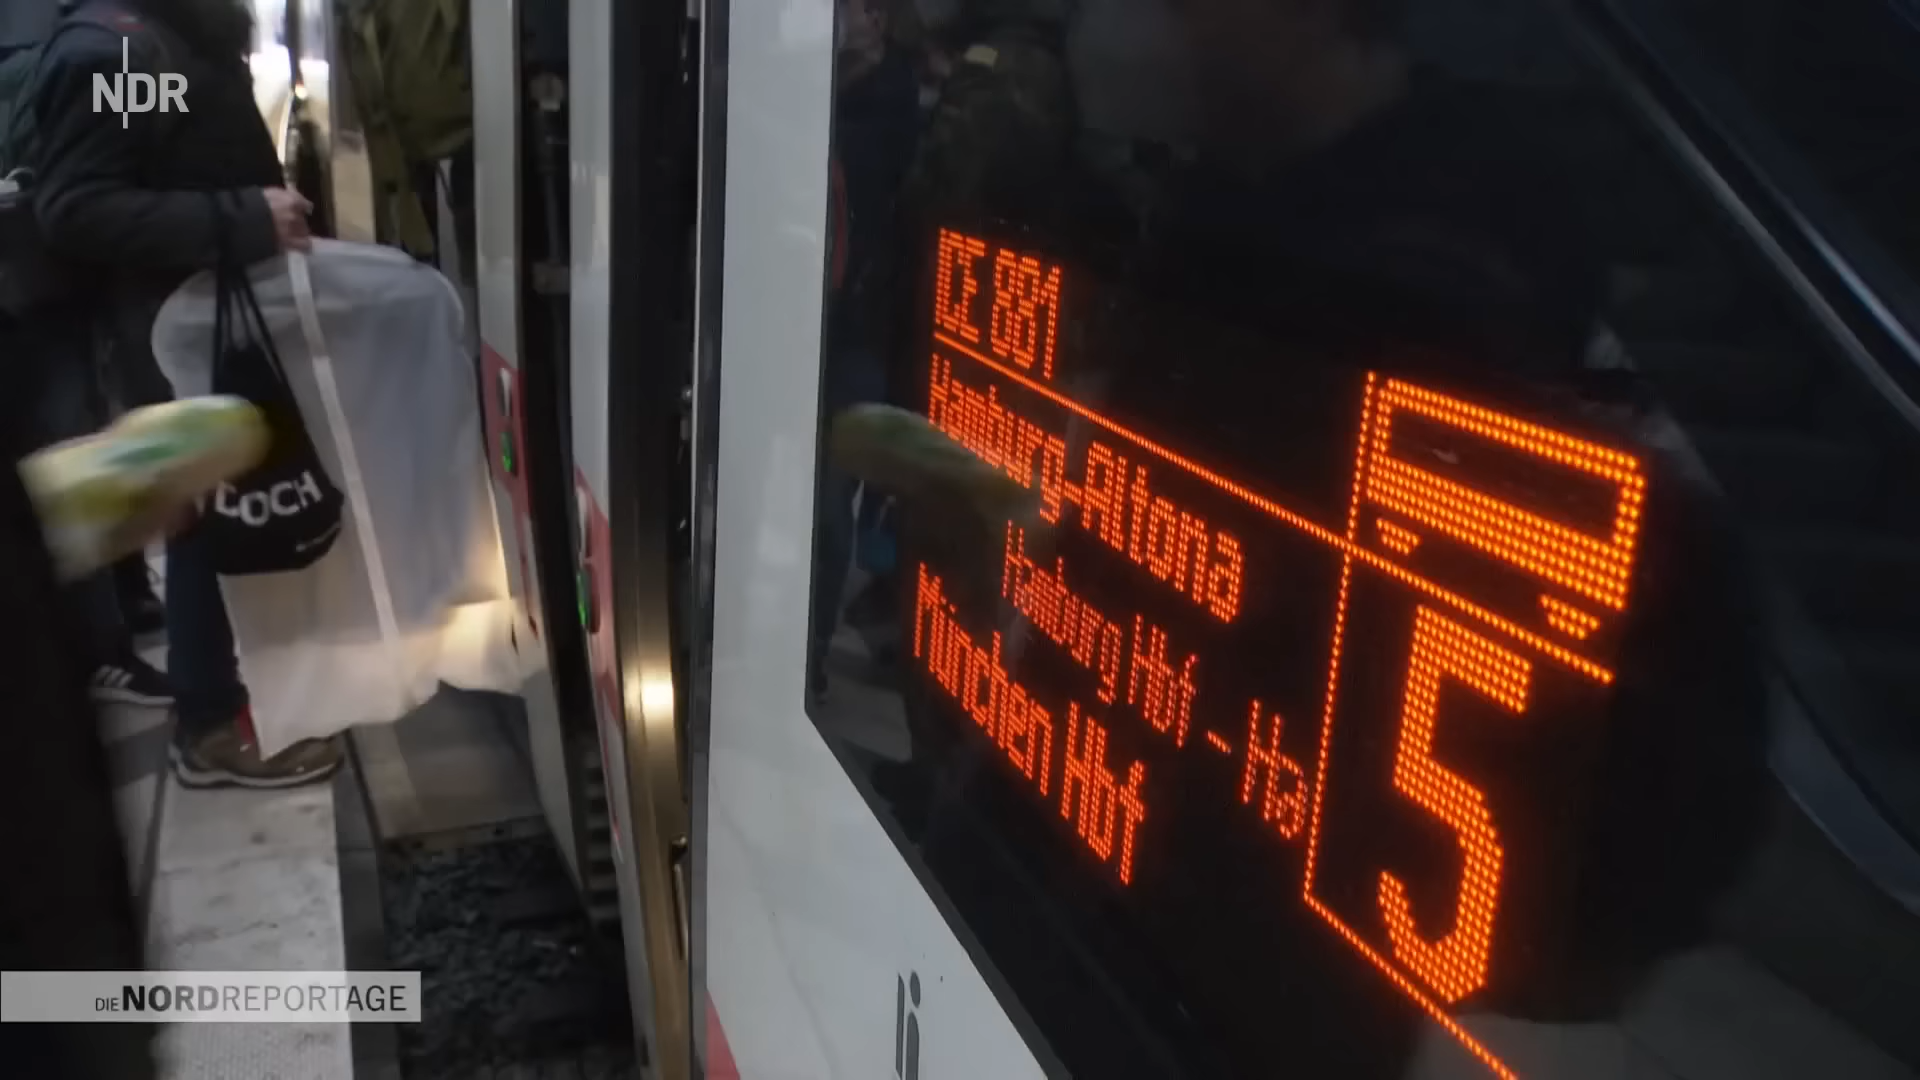 NDR
ICE 881
Hamburg-Altona
Hamburg Hbf - Ha
München Hbf
5
COCH
DIE NORDREPORTAGE